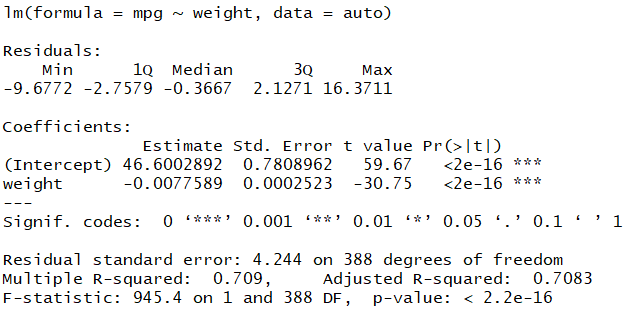 lm(formula = mpg ~ weight, data = auto)
Residuals:
Min 1Q Median 3Q Max
-9.6772 -2.7579 -0.3667 2.1271 16.3711
Coefficients:
Estimate Std. Error t value Pr(>|t|)
(Intercept) 46.6002892 0.7808962 59.67 <2e-16 ***
weight -0.0077589 0.0002523 -30.75 <2e-16 ***
---
Signif. codes: 0 ‘***’ 0.001 ‘**’ 0.01 ‘*’ 0.05 ‘.’ 0.1 ‘ ’ 1
Residual standard error: 4.244 on 388 degrees of freedom
Multiple R-squared: 0.709, Adjusted R-squared: 0.7083
F-statistic: 945.4 on 1 and 388 DF, p-value: < 2.2e-16